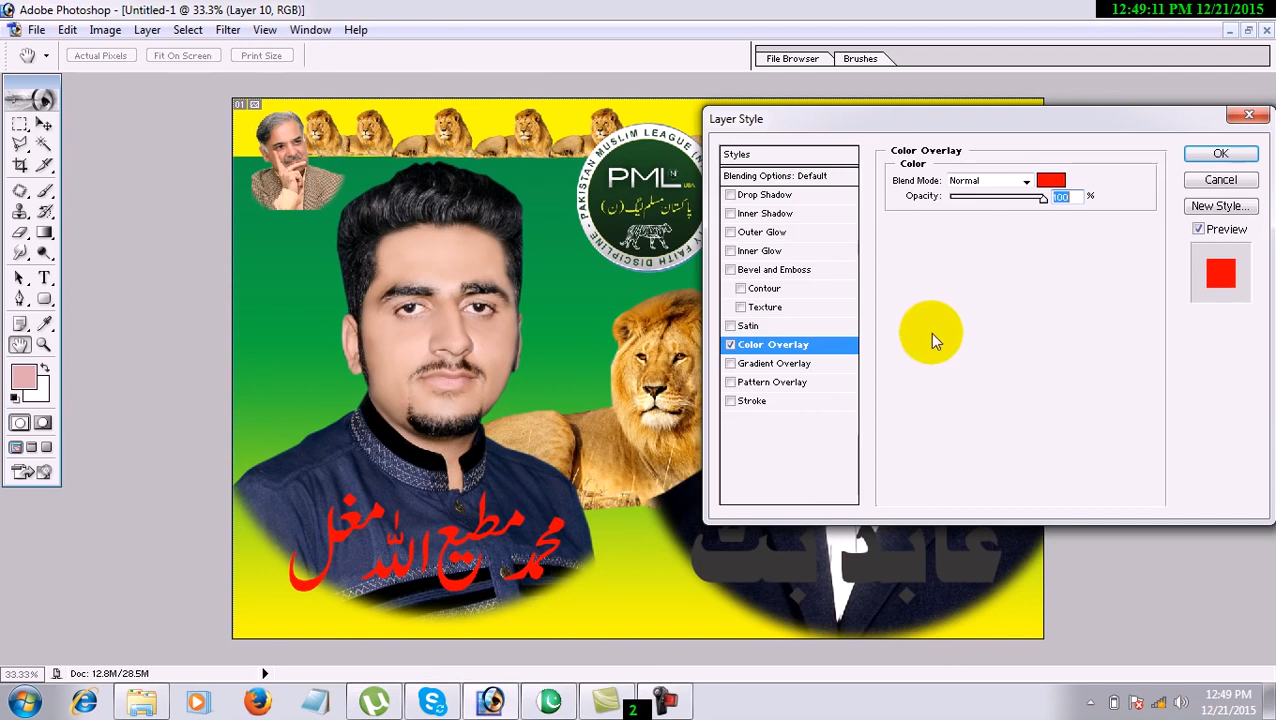 Adobe Photoshop - [Untitled-1 @ 33.3% (Layer 10, RGB)]
12:49:11 PM 12/21/2015
File Edit Image Layer Select Filter View Window Help
Actual Pixels Fit On Screen Print Size
File Browser Brushes
01
PAKISTAN MUSLIM LEAGUE
PML
پاکستان مسلم لیگ (ن)
FAITH DISCIPLINE
Layer Style
Styles
Blending Options: Default
Drop Shadow
Inner Shadow
Outer Glow
Inner Glow
Bevel and Emboss
Contour
Texture
Satin
Color Overlay
Gradient Overlay
Pattern Overlay
Stroke
Color Overlay
Color
Blend Mode: Normal
Opacity: 100 %
OK
Cancel
New Style...
Preview
محمد مطیع اللہ مغل
عابد بٹ
33.33% Doc: 12.8M/28.5M
2
12:49 PM
12/21/2015